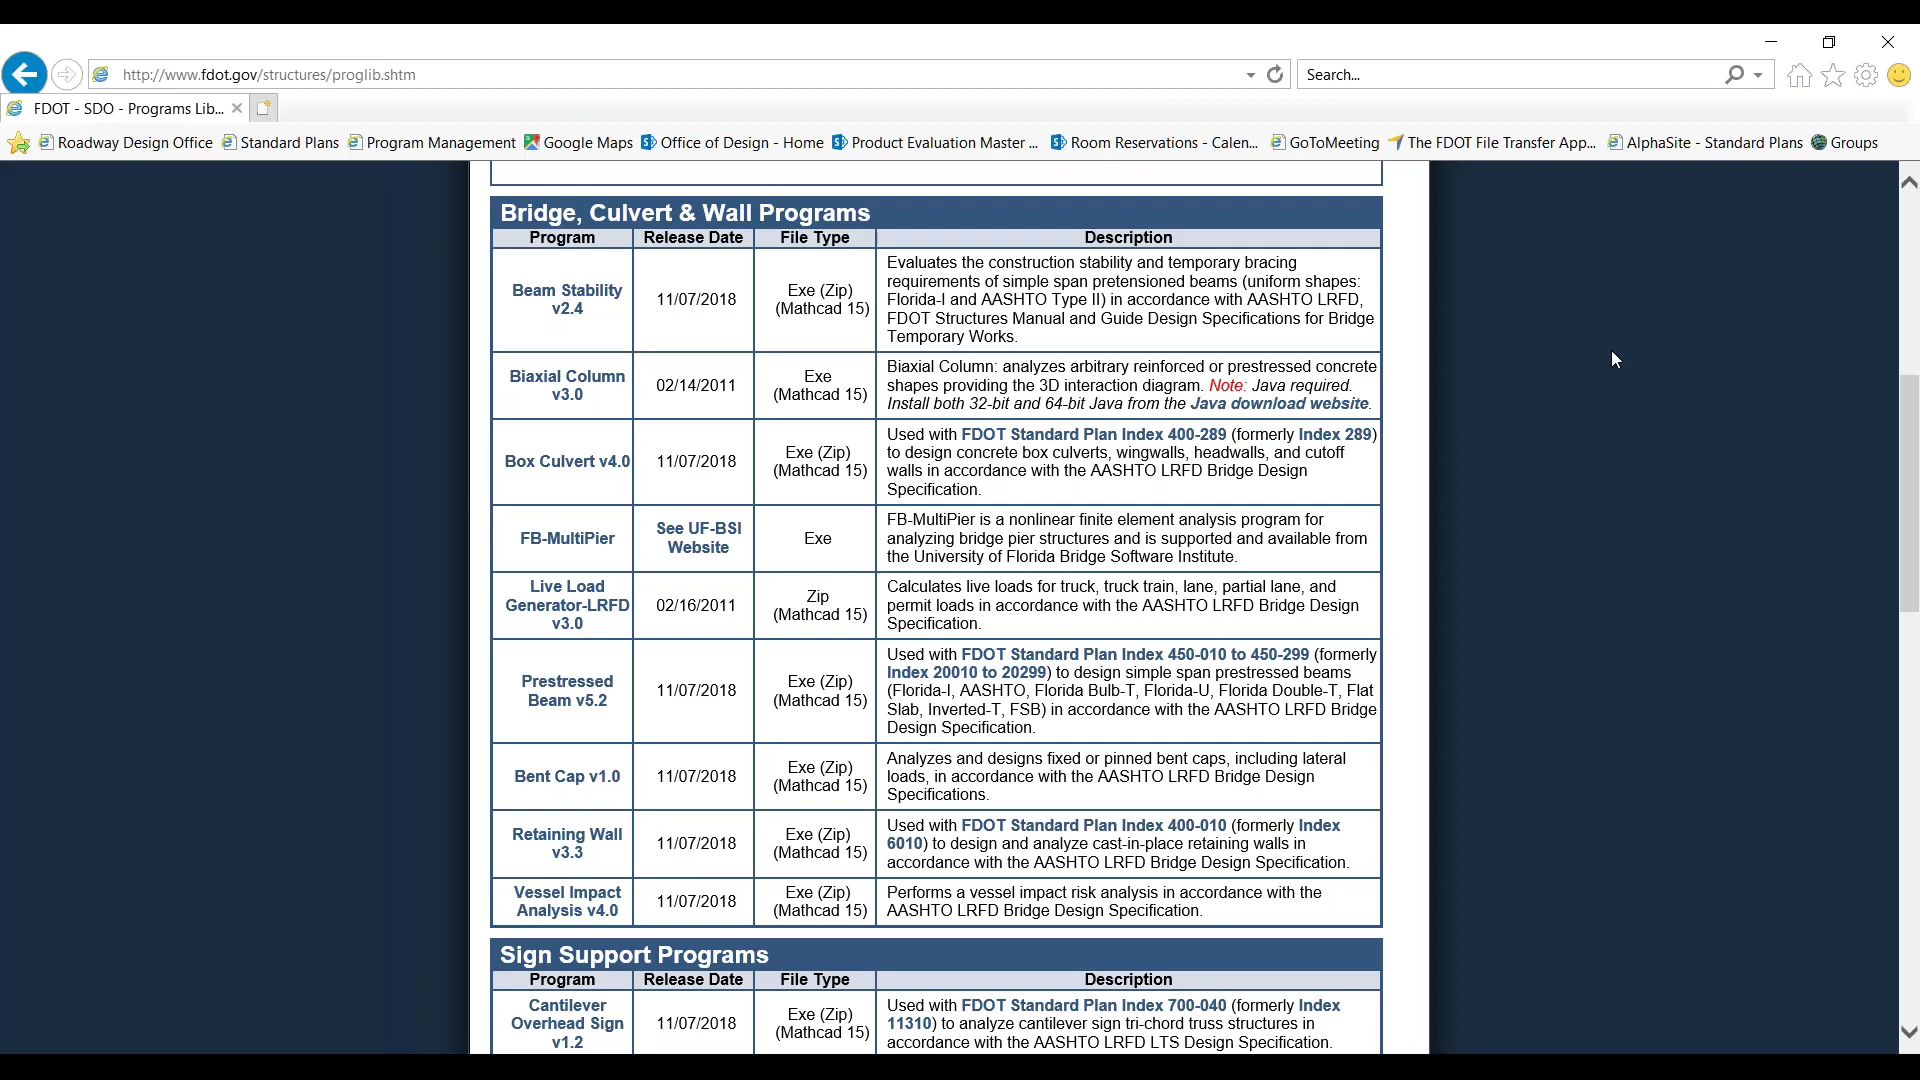 http://www.fdot.gov/structures/proglib.shtm
Search...
FDOT - SDO - Programs Lib...
Roadway Design Office Standard Plans Program Management Google Maps Office of Design - Home Product Evaluation Master ... Room Reservations - Calen... GoToMeeting The FDOT File Transfer App... AlphaSite - Standard Plans Groups
Bridge, Culvert & Wall Programs
Program Release Date File Type Description
Beam Stability
v2.4
11/07/2018
Exe (Zip)
(Mathcad 15)
Evaluates the construction stability and temporary bracing
requirements of simple span pretensioned beams (uniform shapes:
Florida-I and AASHTO Type II) in accordance with AASHTO LRFD,
FDOT Structures Manual and Guide Design Specifications for Bridge
Temporary Works.
Biaxial Column
v3.0
02/14/2011
Exe
(Mathcad 15)
Biaxial Column: analyzes arbitrary reinforced or prestressed concrete
shapes providing the 3D interaction diagram. Note: Java required.
Install both 32-bit and 64-bit Java from the Java download website.
Box Culvert v4.0
11/07/2018
Exe (Zip)
(Mathcad 15)
Used with FDOT Standard Plan Index 400-289 (formerly Index 289)
to design concrete box culverts, wingwalls, headwalls, and cutoff
walls in accordance with the AASHTO LRFD Bridge Design
Specification.
FB-MultiPier
See UF-BSI
Website
Exe
FB-MultiPier is a nonlinear finite element analysis program for
analyzing bridge pier structures and is supported and available from
the University of Florida Bridge Software Institute.
Live Load
Generator-LRFD
v3.0
02/16/2011
Zip
(Mathcad 15)
Calculates live loads for truck, truck train, lane, partial lane, and
permit loads in accordance with the AASHTO LRFD Bridge Design
Specification.
Prestressed
Beam v5.2
11/07/2018
Exe (Zip)
(Mathcad 15)
Used with FDOT Standard Plan Index 450-010 to 450-299 (formerly
Index 20010 to 20299) to design simple span prestressed beams
(Florida-I, AASHTO, Florida Bulb-T, Florida-U, Florida Double-T, Flat
Slab, Inverted-T, FSB) in accordance with the AASHTO LRFD Bridge
Design Specification.
Bent Cap v1.0
11/07/2018
Exe (Zip)
(Mathcad 15)
Analyzes and designs fixed or pinned bent caps, including lateral
loads, in accordance with the AASHTO LRFD Bridge Design
Specifications.
Retaining Wall
v3.3
11/07/2018
Exe (Zip)
(Mathcad 15)
Used with FDOT Standard Plan Index 400-010 (formerly Index
6010) to design and analyze cast-in-place retaining walls in
accordance with the AASHTO LRFD Bridge Design Specification.
Vessel Impact
Analysis v4.0
11/07/2018
Exe (Zip)
(Mathcad 15)
Performs a vessel impact risk analysis in accordance with the
AASHTO LRFD Bridge Design Specification.
Sign Support Programs
Program Release Date File Type Description
Cantilever
Overhead Sign
v1.2
11/07/2018
Exe (Zip)
(Mathcad 15)
Used with FDOT Standard Plan Index 700-040 (formerly Index
11310) to analyze cantilever sign tri-chord truss structures in
accordance with the AASHTO LRFD LTS Design Specification.